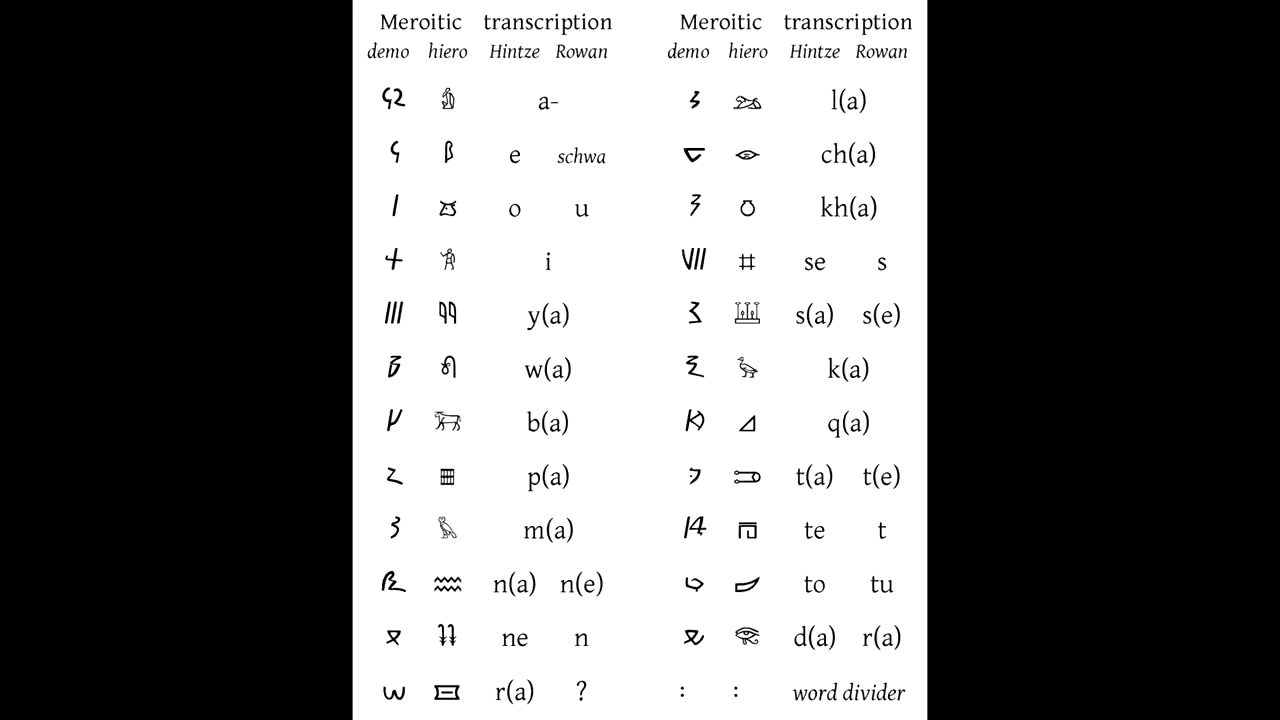 Meroitic transcription Meroitic transcription
demo hiero Hintze Rowan demo hiero Hintze Rowan
𐦠 𐦀 a- 𐦬 𐦐 l(a)
𐦡 𐦁 e schwa 𐦭 𐦑 ch(a)
𐦣 𐦃 o u 𐦮 𐦒 kh(a)
𐦢 𐦂 i 𐦱 𐦕 se s
𐦤 𐦄 y(a) 𐦯 𐦓 s(a) s(e)
𐦥 𐦅 w(a) 𐦲 𐦖 k(a)
𐦦 𐦆 b(a) 𐦳 𐦗 q(a)
𐦧 𐦈 p(a) 𐦴 𐦘 t(a) t(e)
𐦨 𐦉 m(a) 𐦵 𐦚 te t
𐦩 𐦊 n(a) n(e) 𐦶 𐦜 to tu
𐦪 𐦌 ne n 𐦷 𐦝 d(a) r(a)
𐦫 𐦎 r(a) ? : : word divider